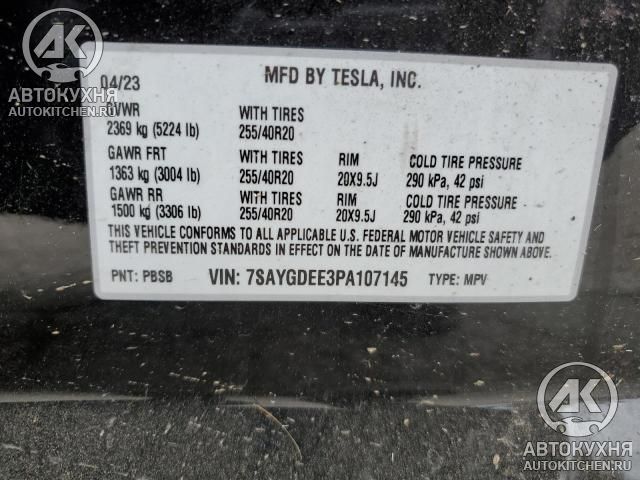 AK
АВТОКУХНЯ
AUTOKITCHEN.RU
04/23 MFD BY TESLA, INC.
GVWR WITH TIRES
2369 kg (5224 lb) 255/40R20
GAWR FRT WITH TIRES RIM COLD TIRE PRESSURE
1363 kg (3004 lb) 255/40R20 20X9.5J 290 kPa, 42 psi
GAWR RR WITH TIRES RIM COLD TIRE PRESSURE
1500 kg (3306 lb) 255/40R20 20X9.5J 290 kPa, 42 psi
THIS VEHICLE CONFORMS TO APPLICABLE U.S. FEDERAL MOTOR VEHICLE SAFETY AND
THEFT PREVENTION STANDARDS IN EFFECT ON THE DATE OF MANUFACTURE SHOWN ABOVE.
PNT: PBSB VIN: 7SAYGDEE3PA107145 TYPE: MPV
AK
АВТОКУХНЯ
AUTOKITCHEN.RU